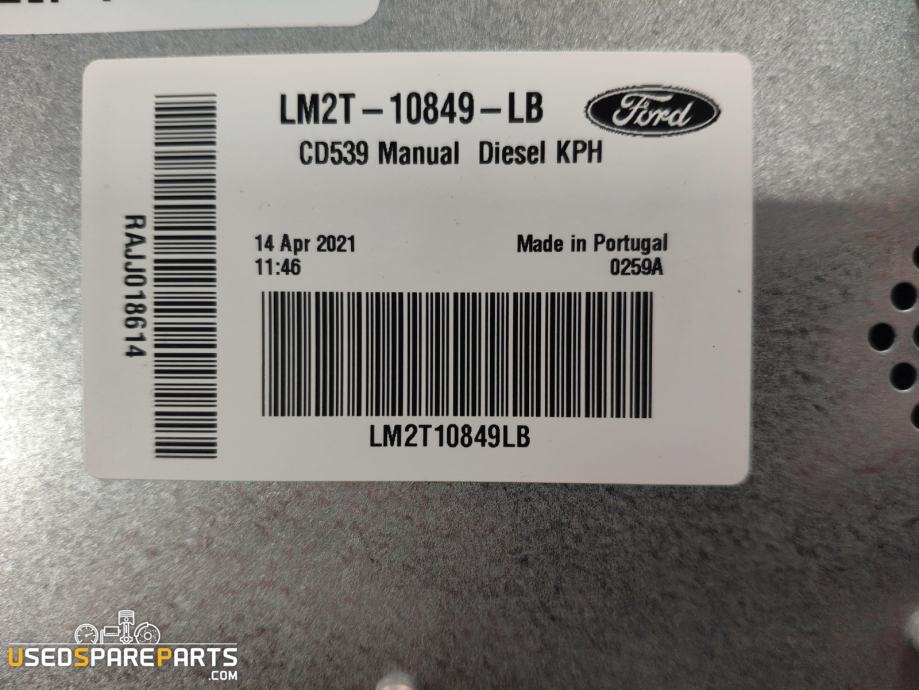 LM2T-10849-LB
Ford
CD539 Manual Diesel KPH
RAJJ018614
14 Apr 2021
Made in Portugal
11:46
0259A
LM2T10849LB
USEDSPAREPARTS
.COM